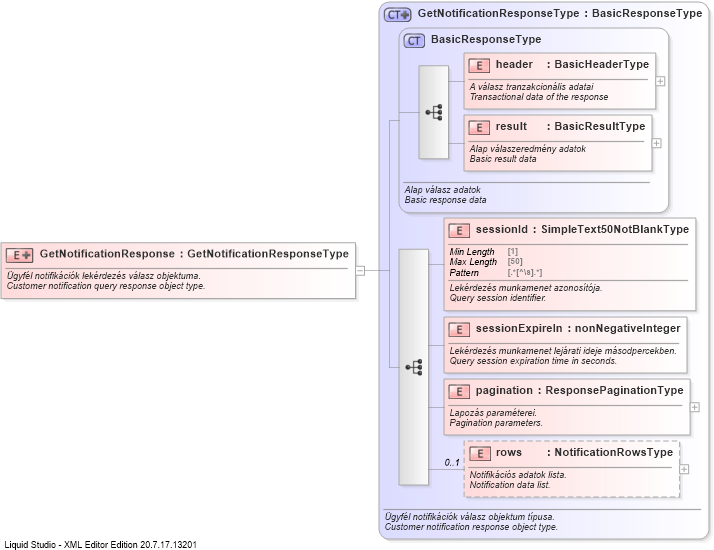 CT+ GetNotificationResponseType : BasicResponseType
CT BasicResponseType
E header : BasicHeaderType
A válasz tranzakcionális adatai
Transactional data of the response
E result : BasicResultType
Alap válaszeredmény adatok
Basic result data
Alap válasz adatok
Basic response data
E+ GetNotificationResponse : GetNotificationResponseType
Ügyfél notifikációk lekérdezés válasz objektuma.
Customer notification query response object type.
E sessionId : SimpleText50NotBlankType
Min Length [1]
Max Length [50]
Pattern [.*[^\s].*]
Lekérdezés munkamenet azonosítója.
Query session identifier.
E sessionExpireIn : nonNegativeInteger
Lekérdezés munkamenet lejárati ideje másodpercekben.
Query session expiration time in seconds.
E pagination : ResponsePaginationType
Lapozás paraméterei.
Pagination parameters.
0..1 E rows : NotificationRowsType
Notifikációs adatok lista.
Notification data list.
Ügyfél notifikációk válasz objektum típusa.
Customer notification response object type.
Liquid Studio - XML Editor Edition 20.7.17.13201